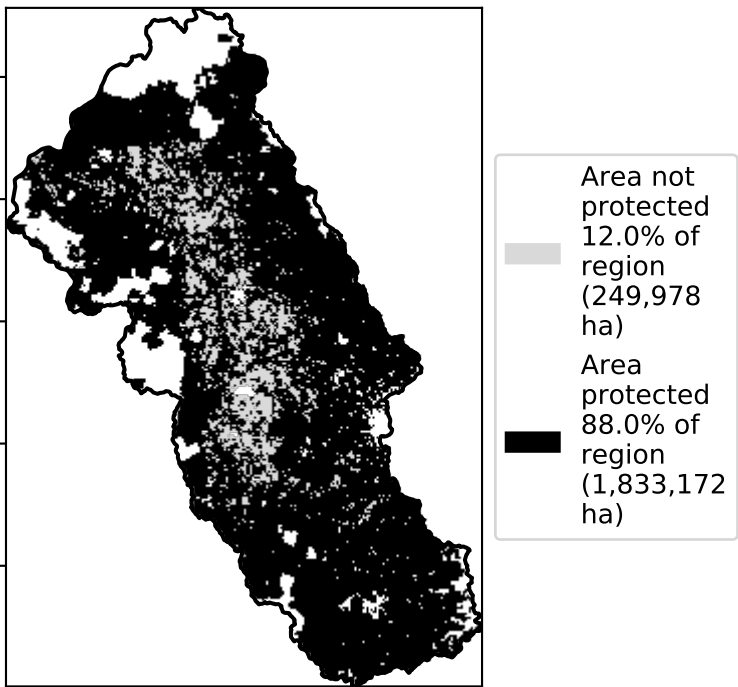 Area not
protected
12.0% of
region
(249,978
ha)
Area
protected
88.0% of
region
(1,833,172
ha)